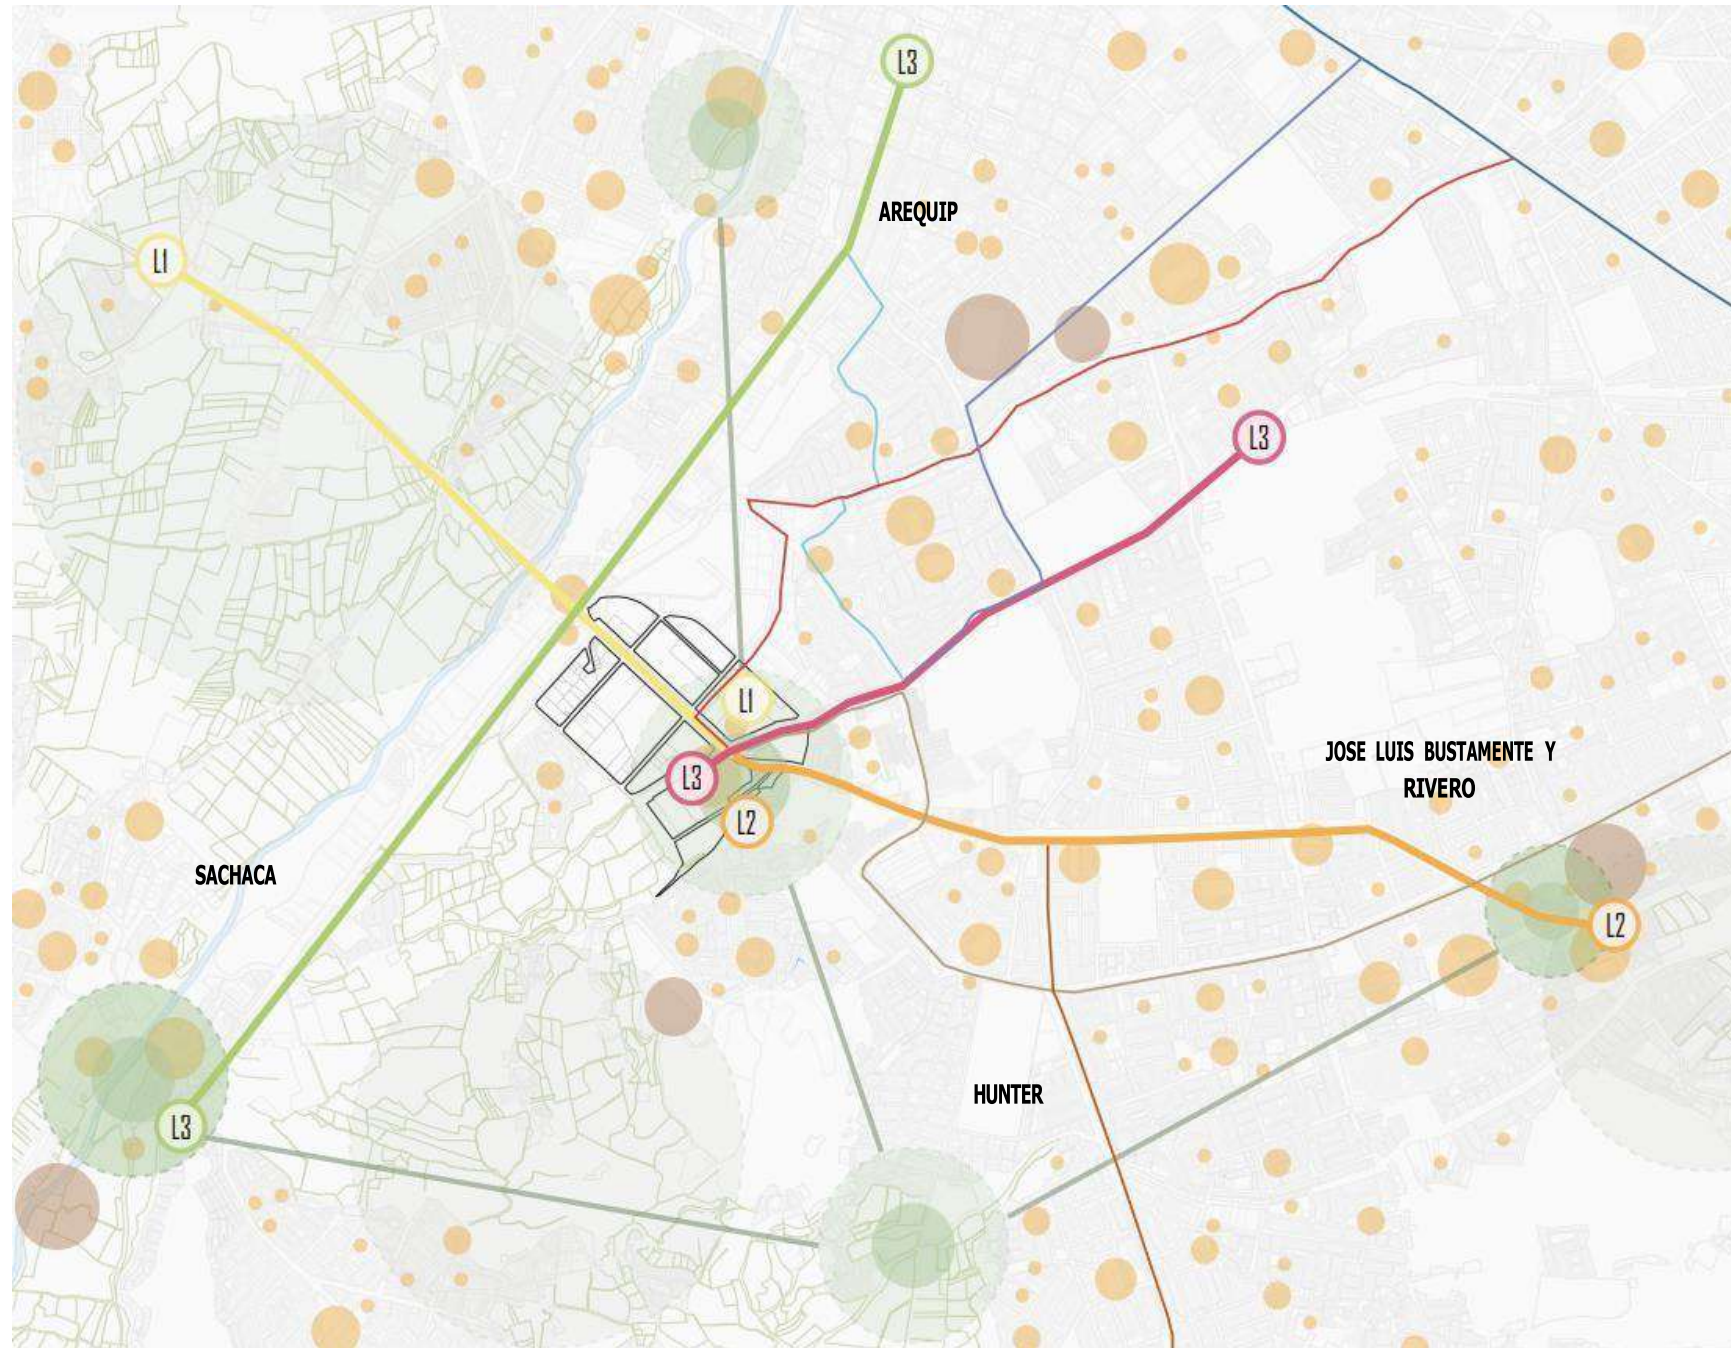 L3
AREQUIP
L1
L3
L1
JOSE LUIS BUSTAMENTE Y
RIVERO
L3
L2
SACHACA
L2
HUNTER
L3